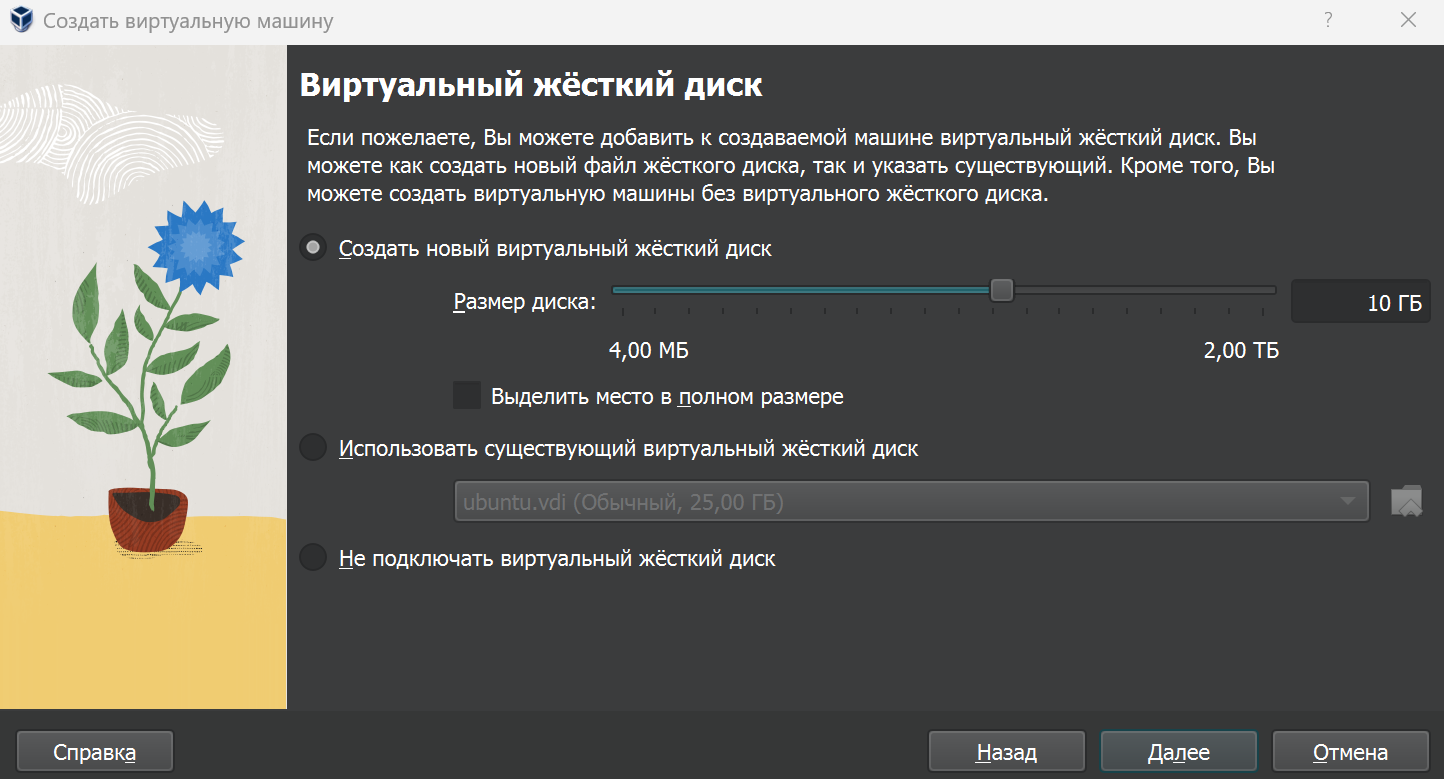 Создать виртуальную машину
?
Виртуальный жёсткий диск
Если пожелаете, Вы можете добавить к создаваемой машине виртуальный жёсткий диск. Вы
можете как создать новый файл жёсткого диска, так и указать существующий. Кроме того, Вы
можете создать виртуальную машины без виртуального жёсткого диска.
Создать новый виртуальный жёсткий диск
Размер диска:
10 ГБ
4,00 МБ
2,00 ТБ
Выделить место в полном размере
Использовать существующий виртуальный жёсткий диск
ubuntu.vdi (Обычный, 25,00 ГБ)
Не подключать виртуальный жёсткий диск
Справка
Назад
Далее
Отмена